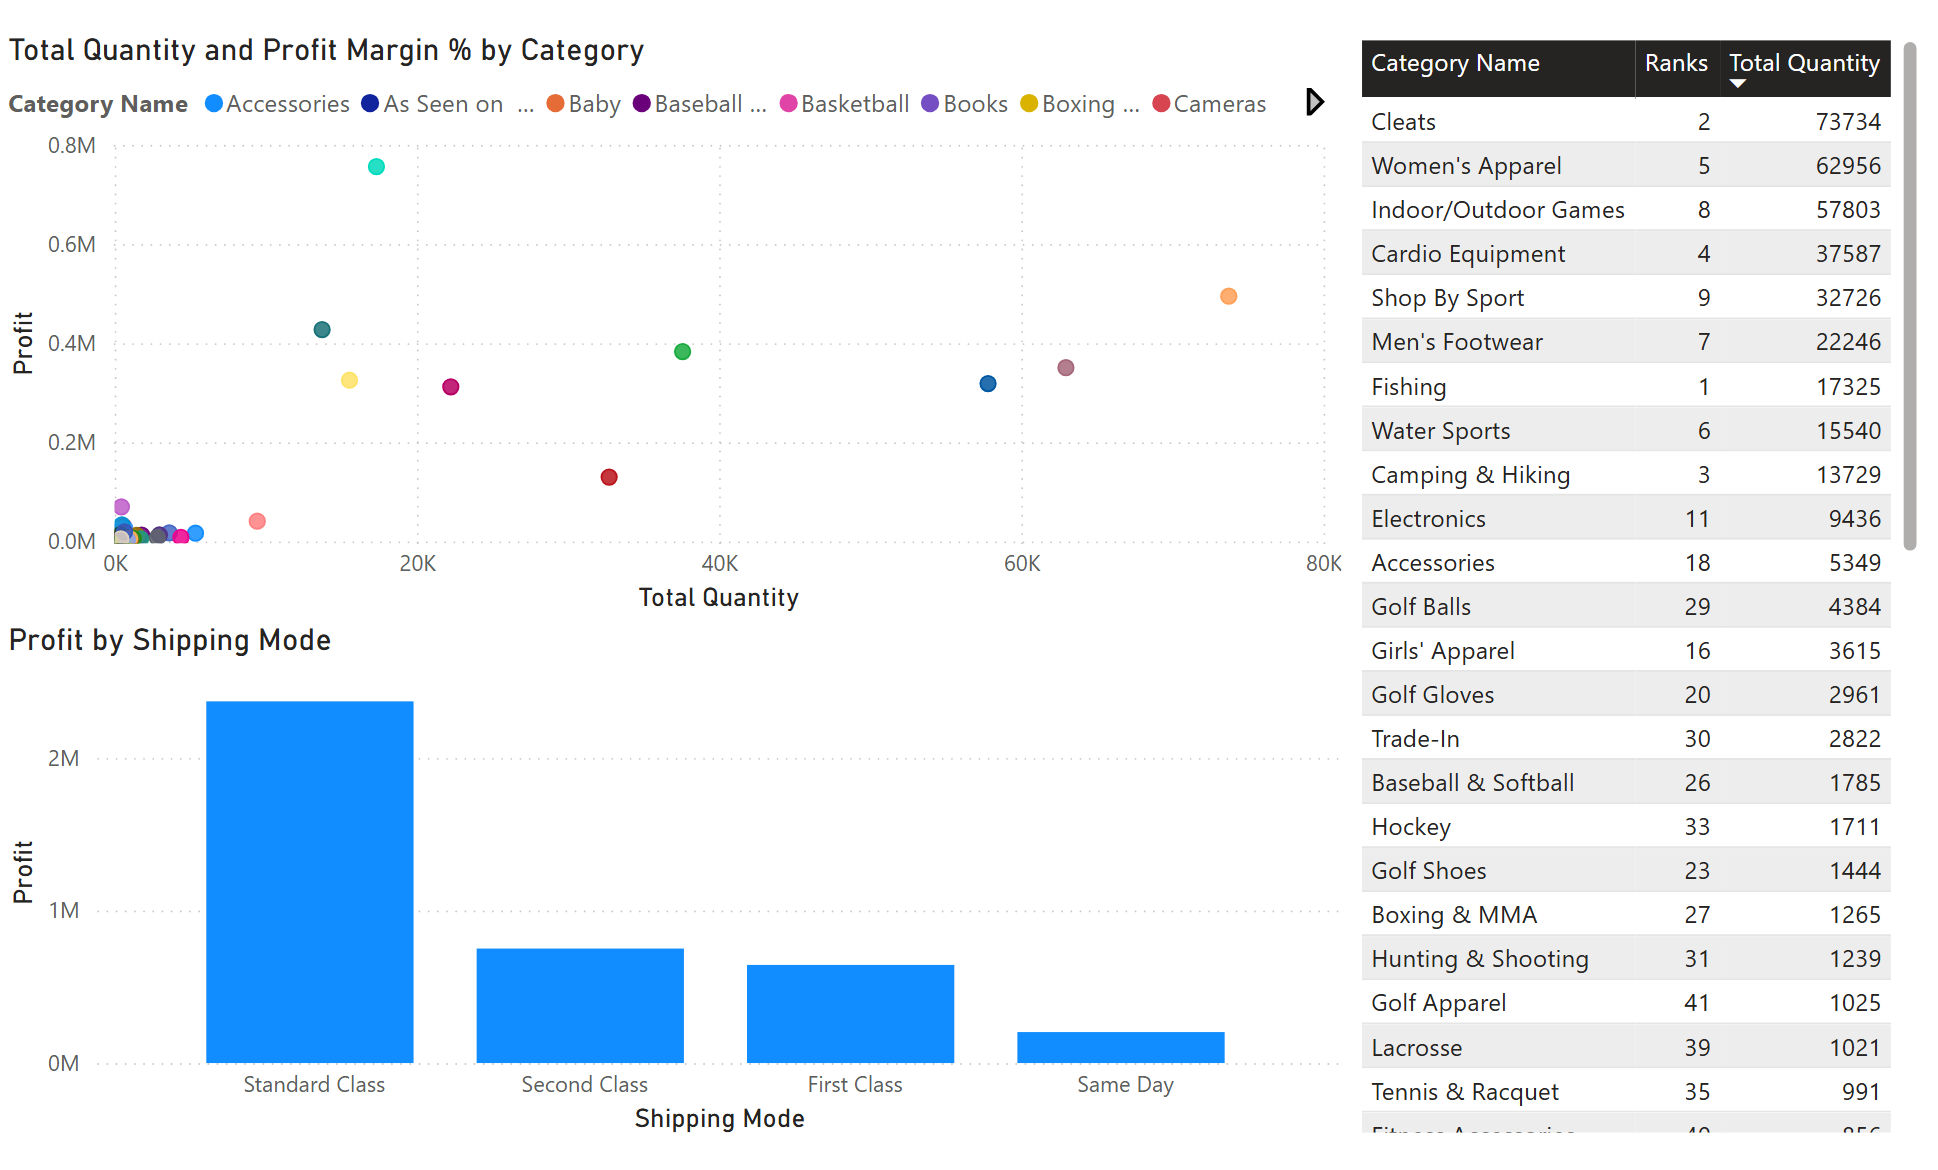 Total Quantity and Profit Margin % by Category
Category Name Accessories As Seen on ... Baby Baseball ... Basketball Books Boxing ... Cameras
0.8M
0.6M
0.4M
0.2M
0.0M
Profit
0K 20K 40K 60K 80K
Total Quantity
Profit by Shipping Mode
2M
1M
0M
Profit
Standard Class Second Class First Class Same Day
Shipping Mode
Category Name Ranks Total Quantity
Cleats 2 73734
Women's Apparel 5 62956
Indoor/Outdoor Games 8 57803
Cardio Equipment 4 37587
Shop By Sport 9 32726
Men's Footwear 7 22246
Fishing 1 17325
Water Sports 6 15540
Camping & Hiking 3 13729
Electronics 11 9436
Accessories 18 5349
Golf Balls 29 4384
Girls' Apparel 16 3615
Golf Gloves 20 2961
Trade-In 30 2822
Baseball & Softball 26 1785
Hockey 33 1711
Golf Shoes 23 1444
Boxing & MMA 27 1265
Hunting & Shooting 31 1239
Golf Apparel 41 1025
Lacrosse 39 1021
Tennis & Racquet 35 991